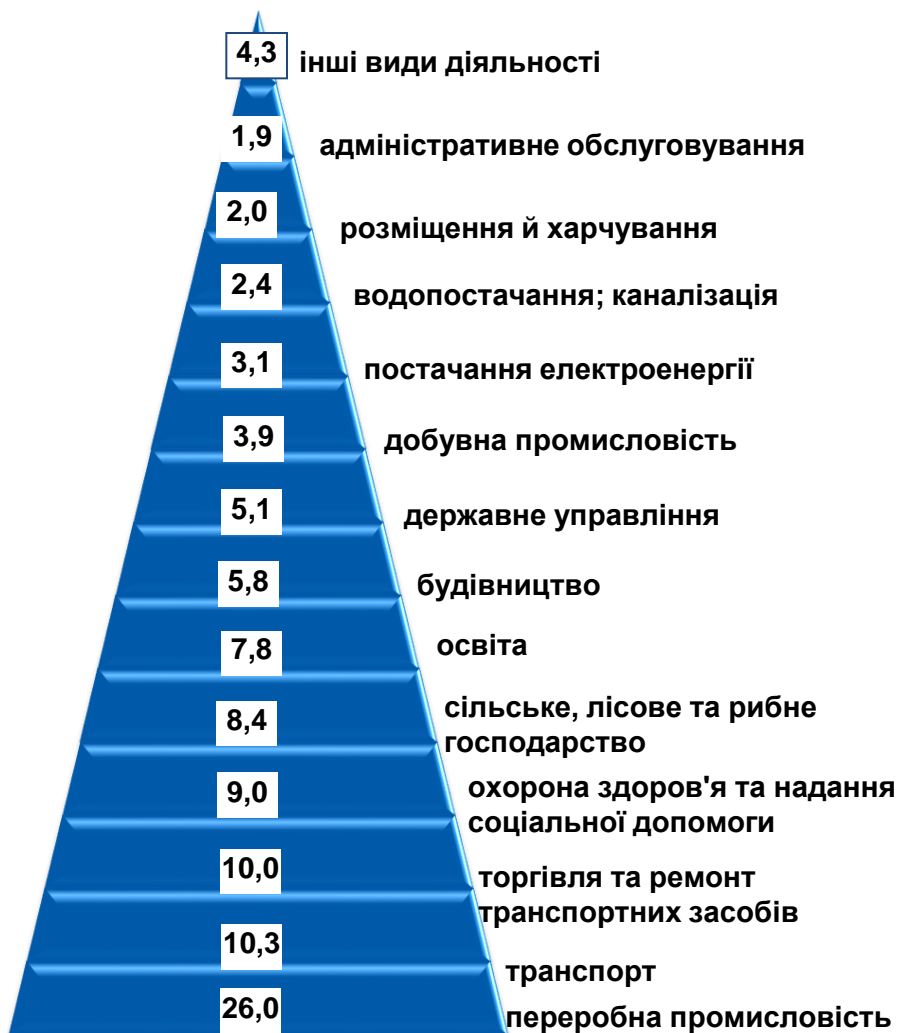 4,3 інші види діяльності
1,9 адміністративне обслуговування
2,0 розміщення й харчування
2,4 водопостачання; каналізація
3,1 постачання електроенергії
3,9 добувна промисловість
5,1 державне управління
5,8 будівництво
7,8 освіта
8,4 сільське, лісове та рибне
господарство
9,0 охорона здоров'я та надання
соціальної допомоги
10,0 торгівля та ремонт
транспортних засобів
10,3 транспорт
26,0 переробна промисловість